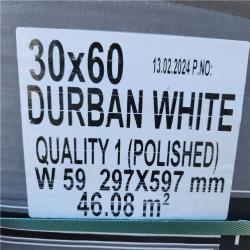 30x60 13.02.2024 P.NO:
DURBAN WHITE
QUALITY 1 (POLISHED)
W 59 297X597 mm
46.08 m²